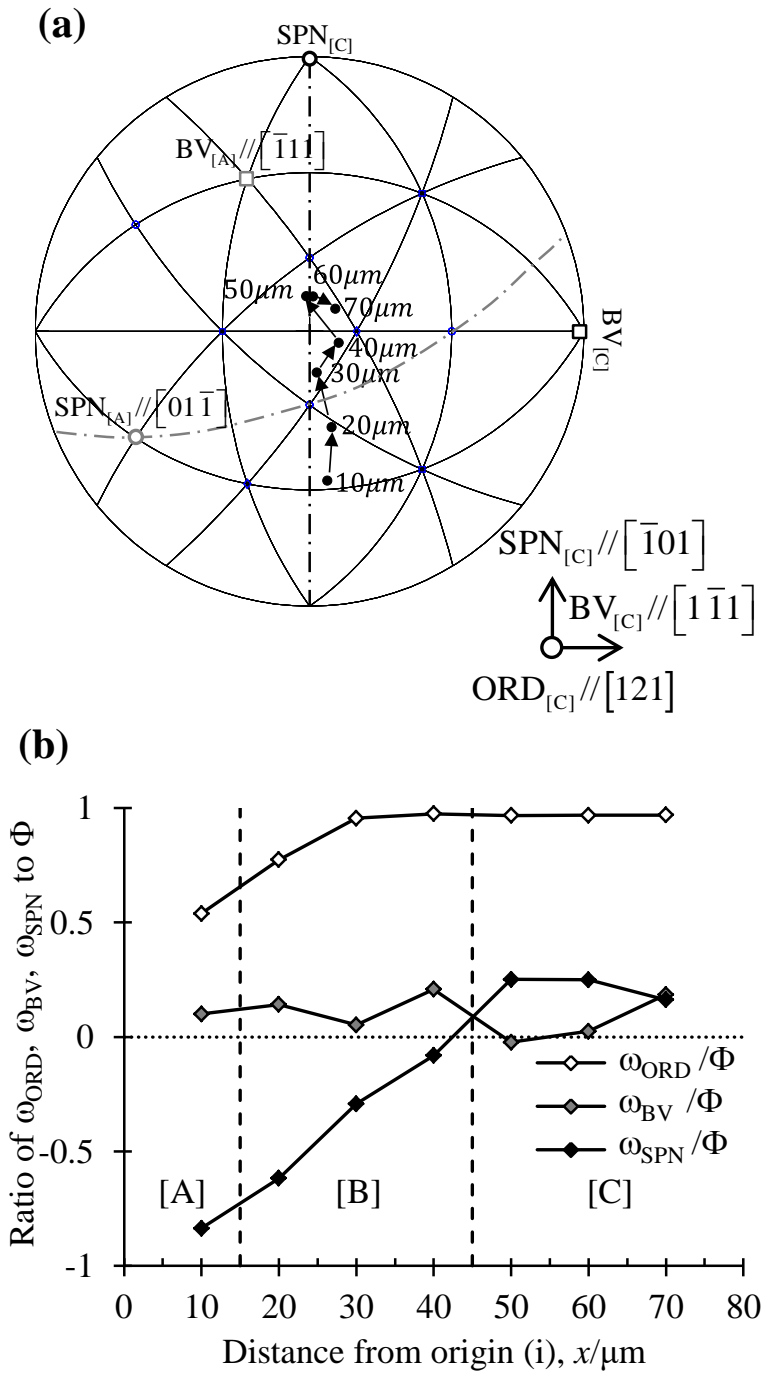 (a)
SPN[C]
BV[A]//[1̅11]
50μm
60μm
70μm
BV[C]
40μm
30μm
SPN[A]//[011̅]
20μm
10μm
SPN[C]//[1̅01]
BV[C]//[11̅1]
ORD[C]//[121]
(b)
Ratio of ωORD, ωBV, ωSPN to Φ
1
0.5
0
-0.5
-1
ωORD/Φ
ωBV/Φ
ωSPN/Φ
[A]
[B]
[C]
0 10 20 30 40 50 60 70 80
Distance from origin (i), x/μm